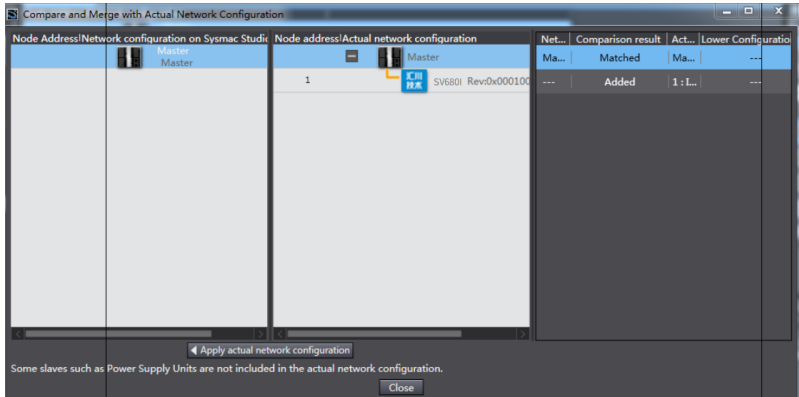 Compare and Merge with Actual Network Configuration
Node Address Network configuration on Sysmac Studi
Master
Master
Node address Actual network configuration
Master
1
汇川
技术
SV680I Rev:0x000100
Net... Comparison result Act... Lower Configuratio
Ma... Matched Ma... ---
--- Added 1 : I... ---
Apply actual network configuration
Some slaves such as Power Supply Units are not included in the actual network configuration.
Close